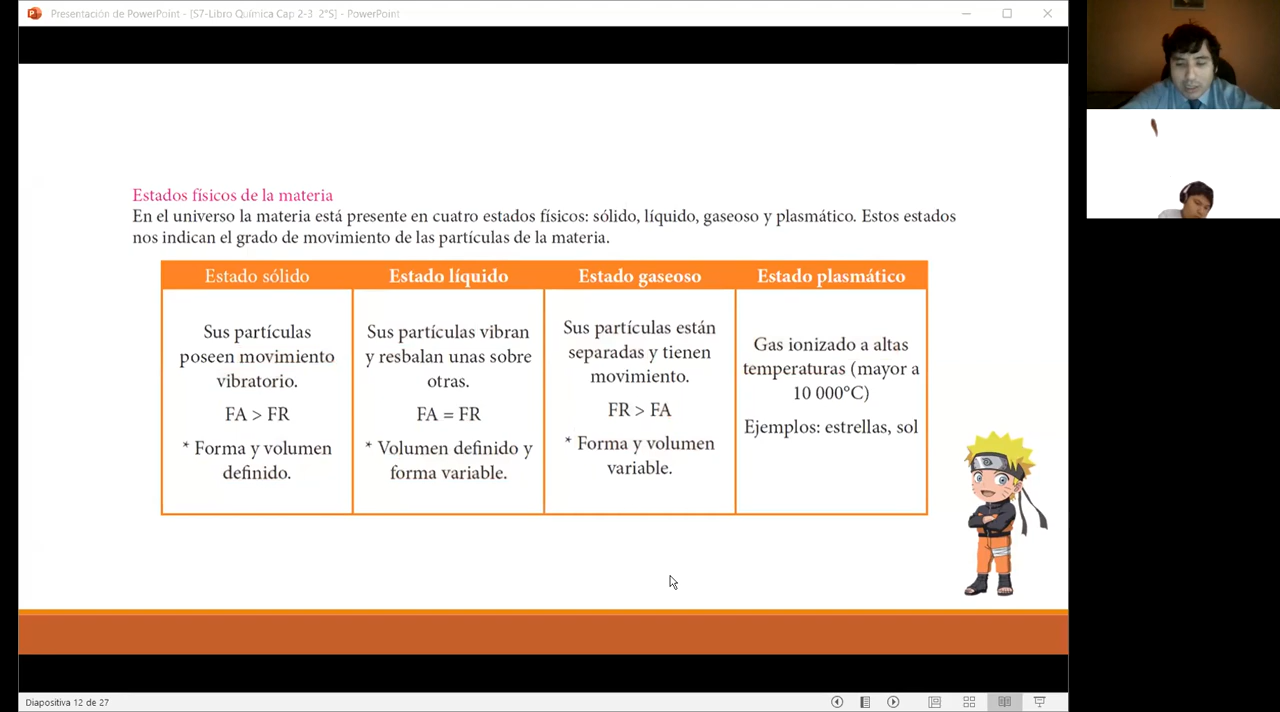 Presentación de PowerPoint - [S7-Libro Química Cap 2-3 2°S] - PowerPoint
Estados físicos de la materia
En el universo la materia está presente en cuatro estados físicos: sólido, líquido, gaseoso y plasmático. Estos estados
nos indican el grado de movimiento de las partículas de la materia.
Estado sólido
Sus partículas
poseen movimiento
vibratorio.
FA > FR
* Forma y volumen
definido.
Estado líquido
Sus partículas vibran
y resbalan unas sobre
otras.
FA = FR
* Volumen definido y
forma variable.
Estado gaseoso
Sus partículas están
separadas y tienen
movimiento.
FR > FA
* Forma y volumen
variable.
Estado plasmático
Gas ionizado a altas
temperaturas (mayor a
10 000°C)
Ejemplos: estrellas, sol
Diapositiva 12 de 27